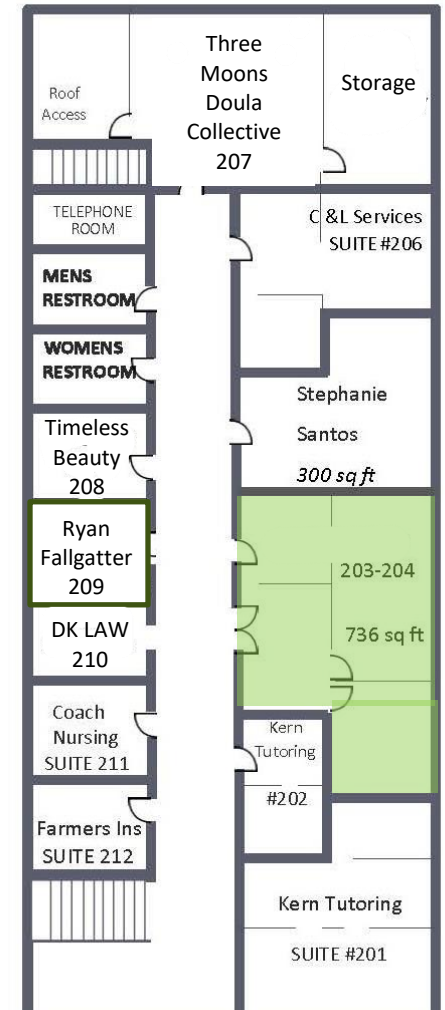 Three
Moons
Doula
Collective
207
Storage
Roof
Access
TELEPHONE
ROOM
C &L Services
SUITE #206
MENS
RESTROOM
WOMENS
RESTROOM
Stephanie
Santos
300 sq ft
Timeless
Beauty
208
Ryan
Fallgatter
209
203-204
736 sq ft
DK LAW
210
Coach
Nursing
SUITE 211
Kern
Tutoring
#202
Farmers Ins
SUITE 212
Kern Tutoring
SUITE #201